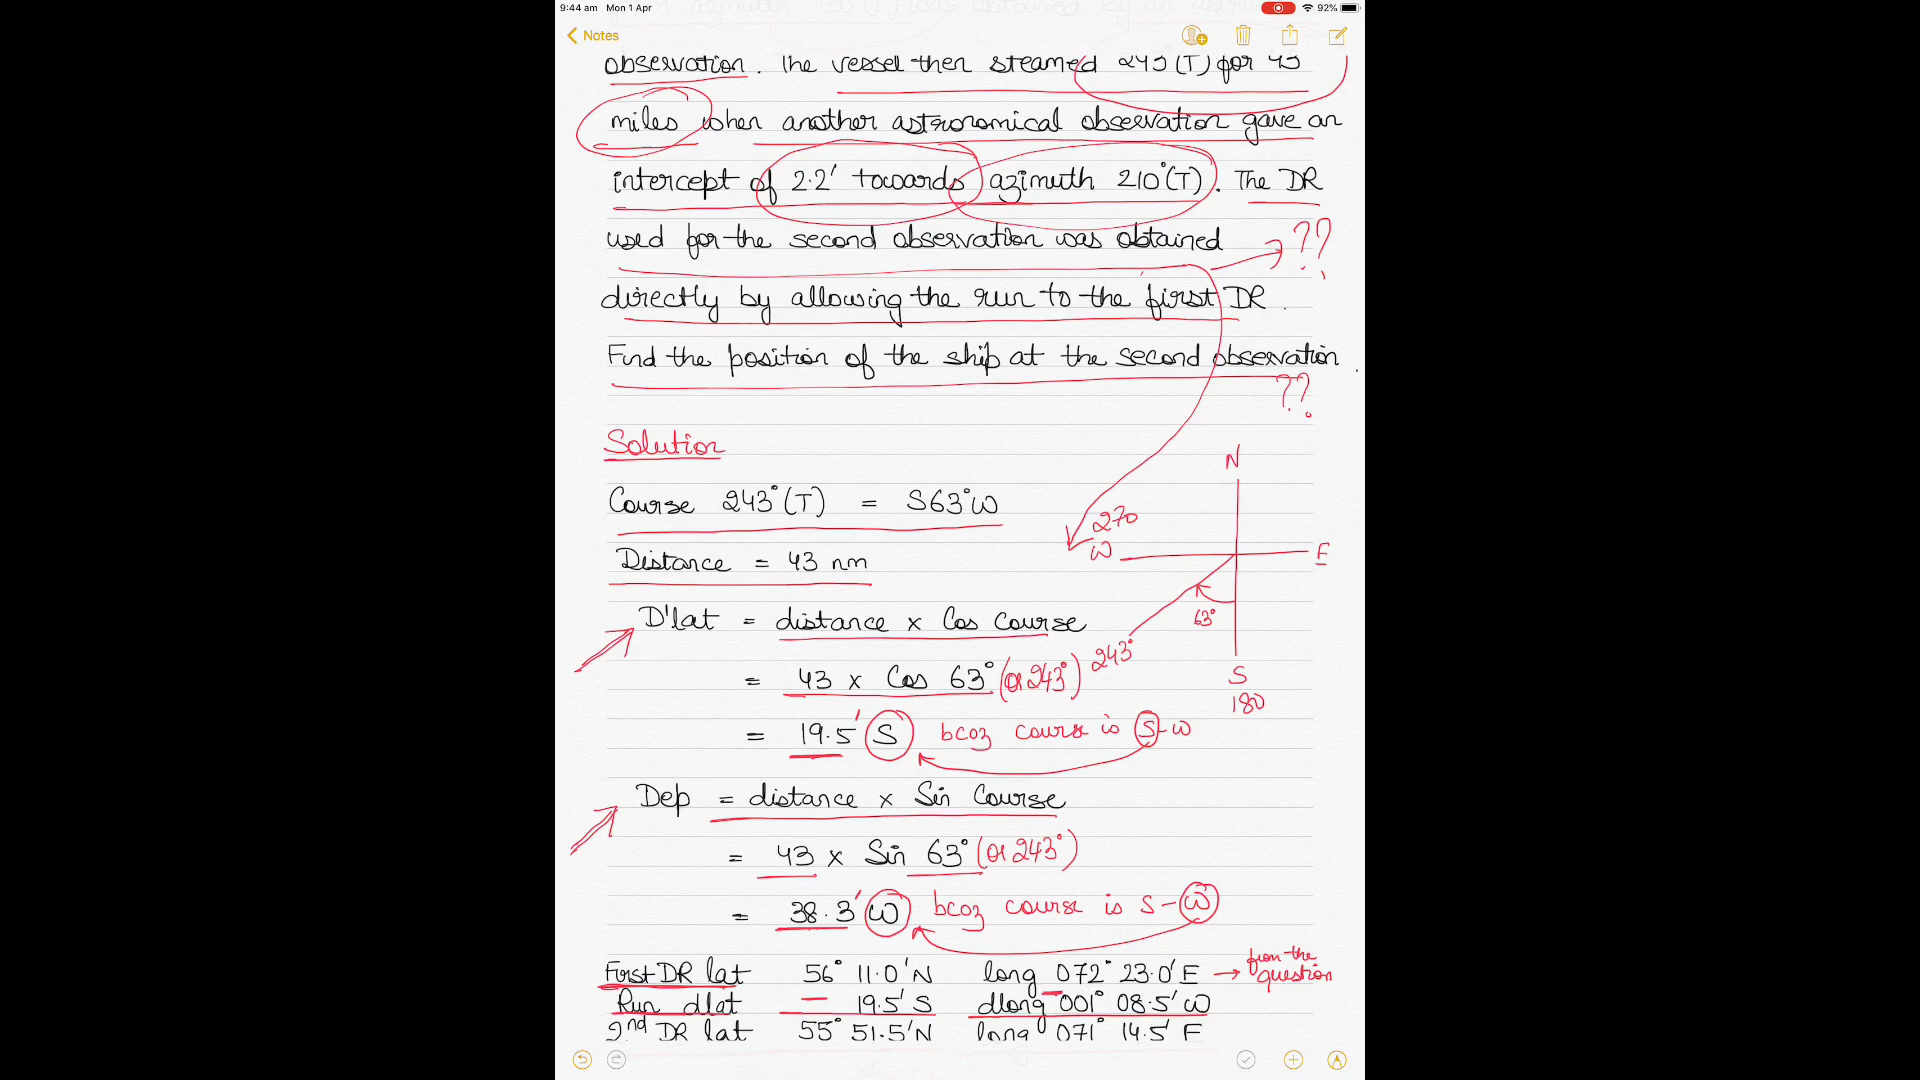 9:44 am Mon 1 Apr
92%
Notes
observation. The vessel then steamed 243 (T) for 43
miles when another astronomical observation gave an
intercept of 2.2' towards azimuth 210°(T). The DR
used for the second observation was obtained
??
directly by allowing the run to the first DR.
Find the position of the ship at the second observation.
??
Solution
N
Course 243°(T) = S63°W
270
W
E
Distance = 43 nm
63°
D'lat = distance x Cos Course
243°
= 43 x Cos 63° (or 243°)
S
180
= 19.5' S bcoz course is S-W
Dep = distance x Sin Course
= 43 x Sin 63° (or 243°)
= 38.3' W bcoz course is S-W
First DR lat 56° 11.0'N long 072° 23.0' E → from the question
Run dlat 19.5' S dlong 001° 08.5' W
2nd DR lat 55° 51.5'N long 071° 14.5' E